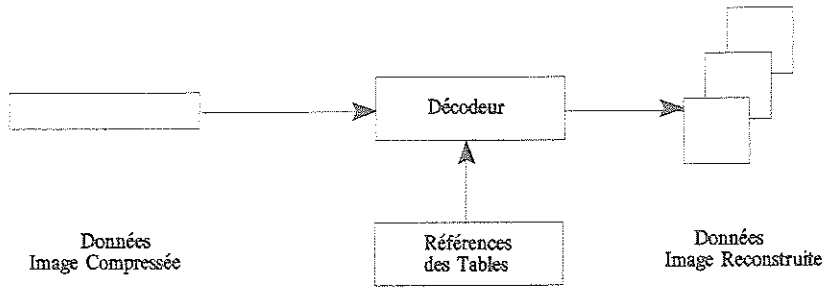 Décodeur
Données
Image Compressée
Références
des Tables
Données
Image Reconstruite